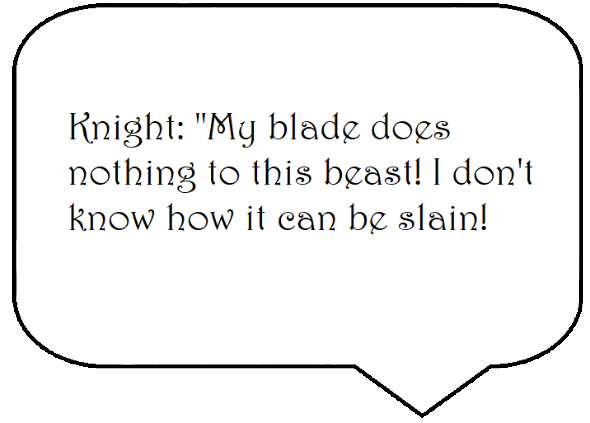 Knight: "My blade does
nothing to this beast! I don't
know how it can be slain!